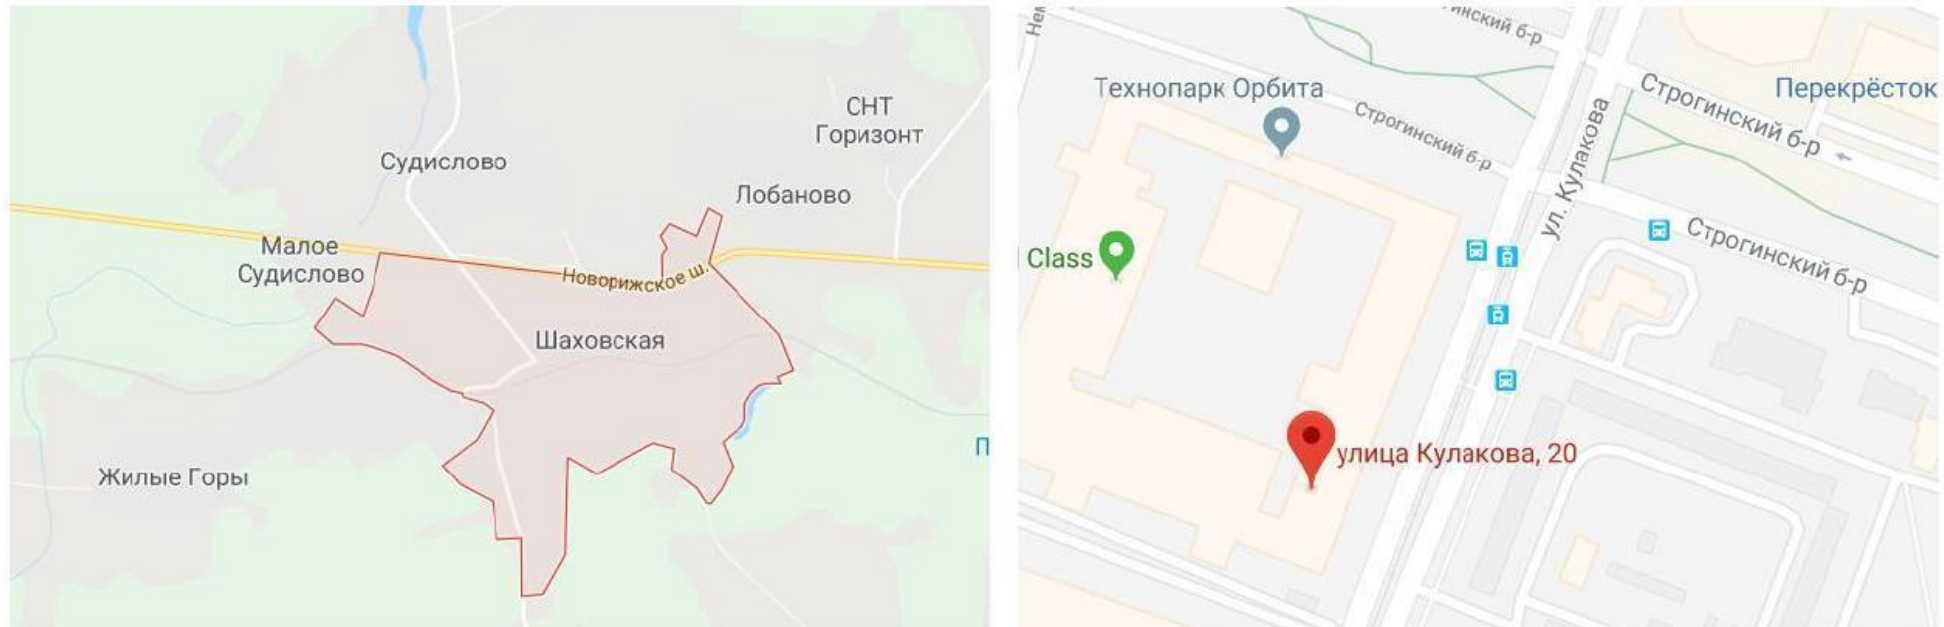 СНТ
Горизонт
Судислово
Лобаново
Малое
Судислово
Новорижское ш.
Шаховская
Жилые Горы
П
Технопарк Орбита
Строгинский б-р
Перекрёсток
Строгинский б-р
ул. Кулакова
Class
Строгинский б-р
улица Кулакова, 20